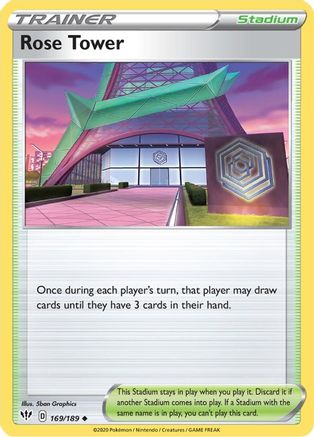 TRAINER Stadium
Rose Tower
Once during each player's turn, that player may draw
cards until they have 3 cards in their hand.
Illus. 5ban Graphics
D 169/189 ◆
This Stadium stays in play when you play it. Discard it if
another Stadium comes into play. If a Stadium with the
same name is in play, you can't play this card.
©2020 Pokémon / Nintendo / Creatures / GAME FREAK